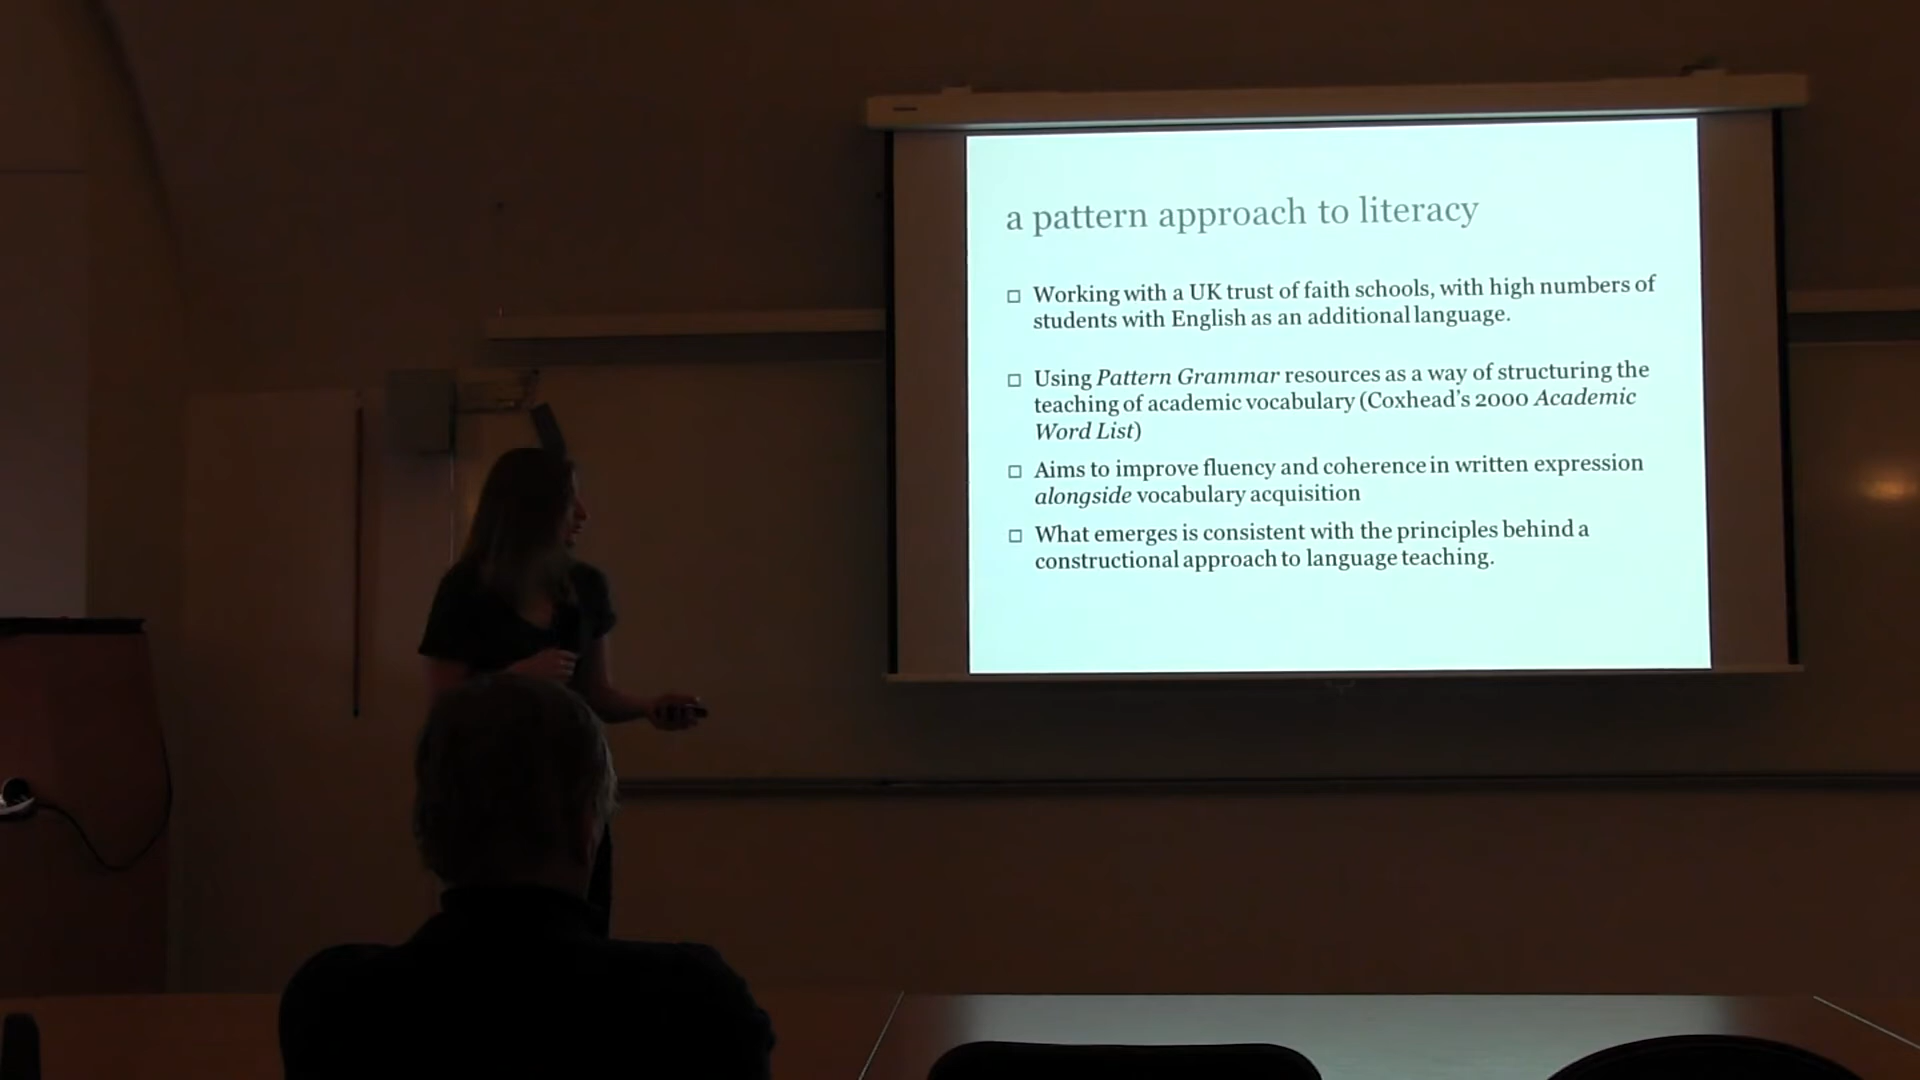 a pattern approach to literacy
Working with a UK trust of faith schools, with high numbers of
students with English as an additional language.
Using Pattern Grammar resources as a way of structuring the
teaching of academic vocabulary (Coxhead's 2000 Academic
Word List)
Aims to improve fluency and coherence in written expression
alongside vocabulary acquisition
What emerges is consistent with the principles behind a
constructional approach to language teaching.